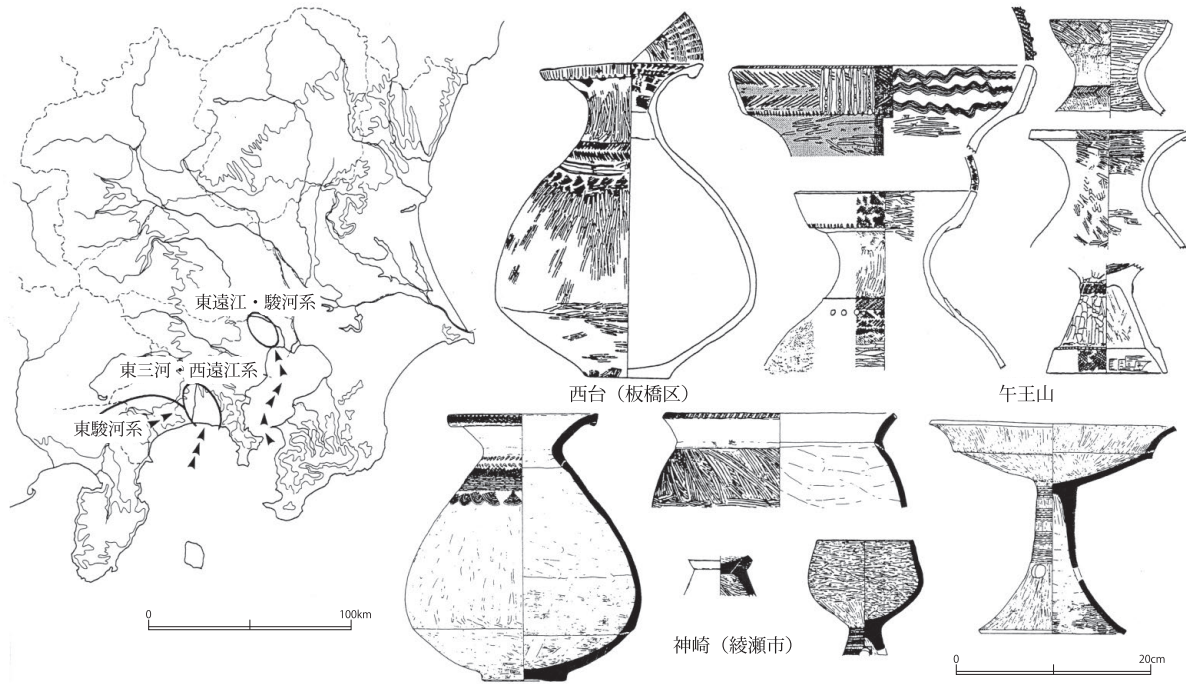 東遠江・駿河系
東三河・西遠江系
東駿河系
0
100km
西台（板橋区）
午王山
神崎（綾瀬市）
0
20cm